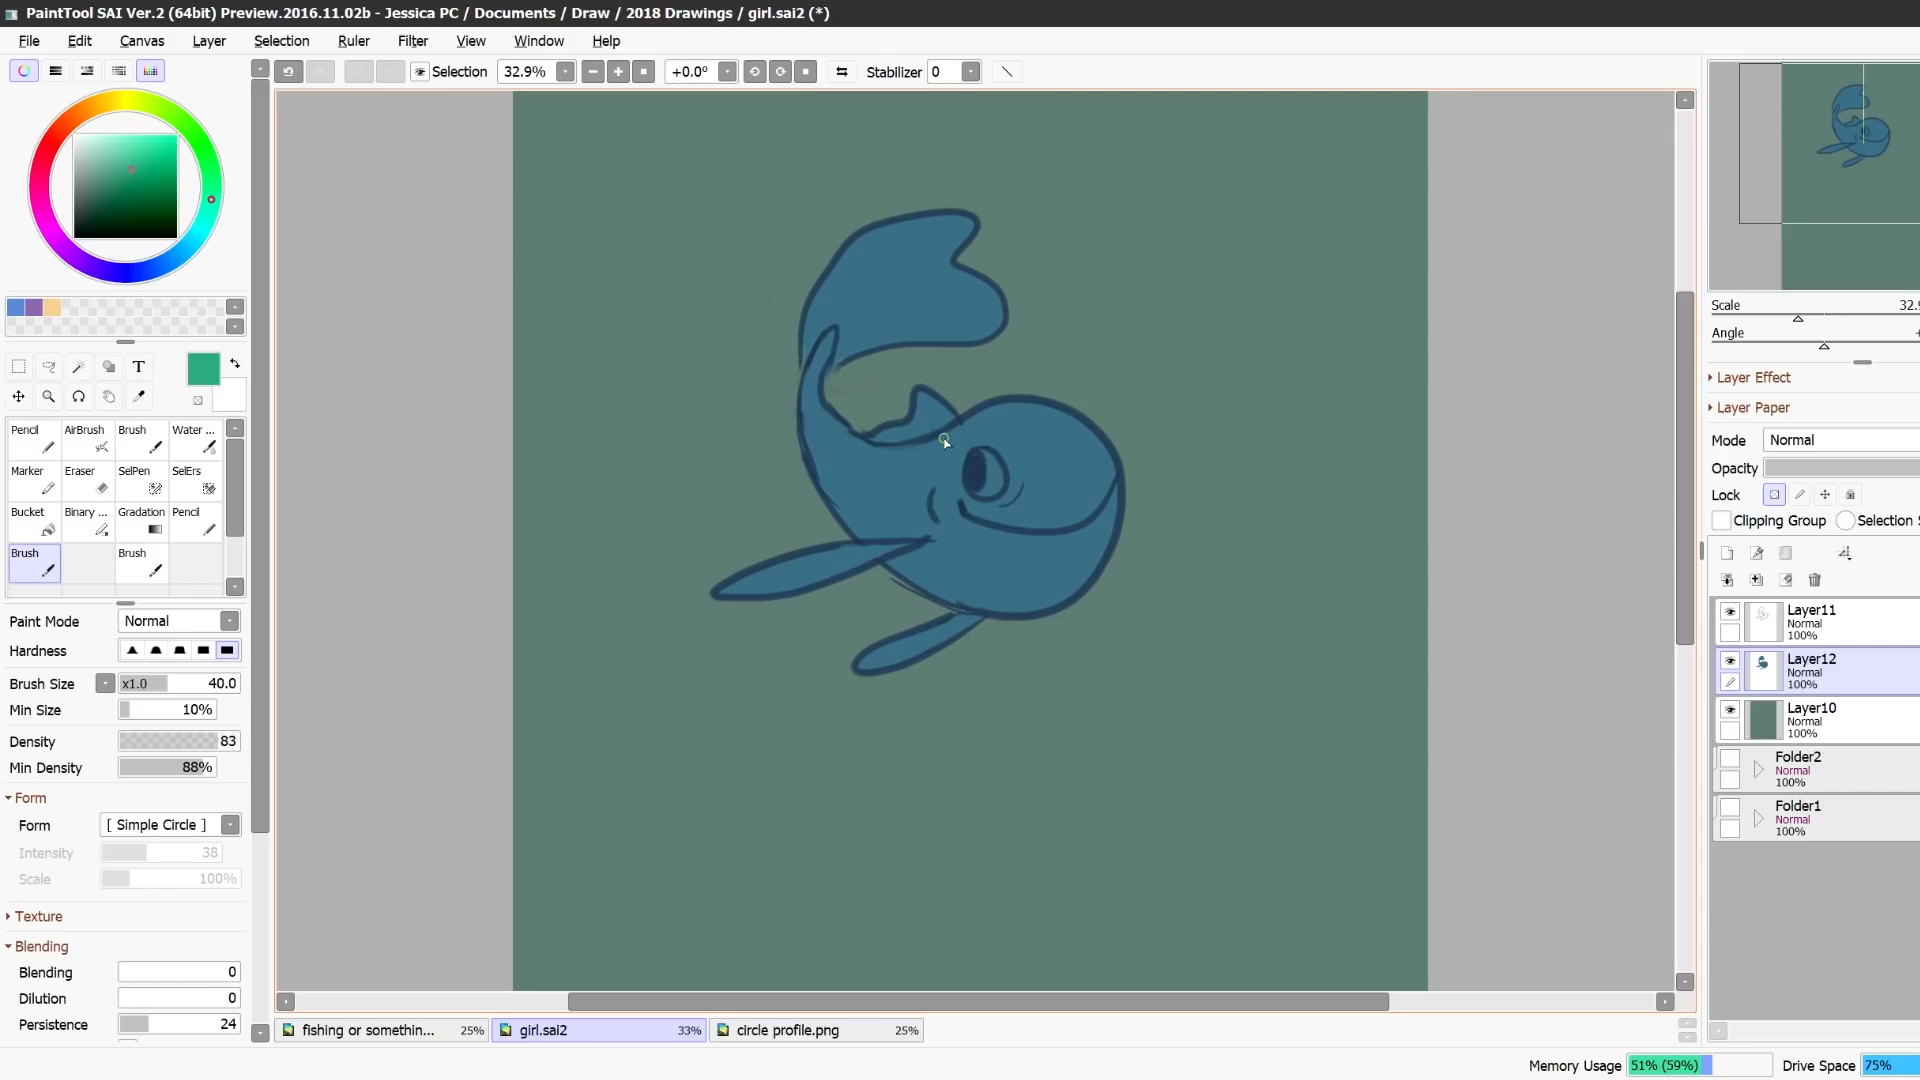 PaintTool SAI Ver.2 (64bit) Preview.2016.11.02b - Jessica PC / Documents / Draw / 2018 Drawings / girl.sai2 (*)
File Edit Canvas Layer Selection Ruler Filter View Window Help
Selection 32.9% +0.0° Stabilizer 0
T
Pencil AirBrush Brush Water ...
Marker Eraser SelPen SelErs
Bucket Binary ... Gradation Pencil
Brush Brush
Paint Mode Normal
Hardness
Brush Size x1.0 40.0
Min Size 10%
Density 83
Min Density 88%
Form
Form [ Simple Circle ]
Intensity 38
Scale 100%
Texture
Blending
Blending 0
Dilution 0
Persistence 24
fishing or somethin... 25% girl.sai2 33% circle profile.png 25%
Scale 32.9
Angle
Layer Effect
Layer Paper
Mode Normal
Opacity
Lock
Clipping Group Selection
Layer11
Normal
100%
Layer12
Normal
100%
Layer10
Normal
100%
Folder2
Normal
100%
Folder1
Normal
100%
Memory Usage 51% (59%) Drive Space 75%